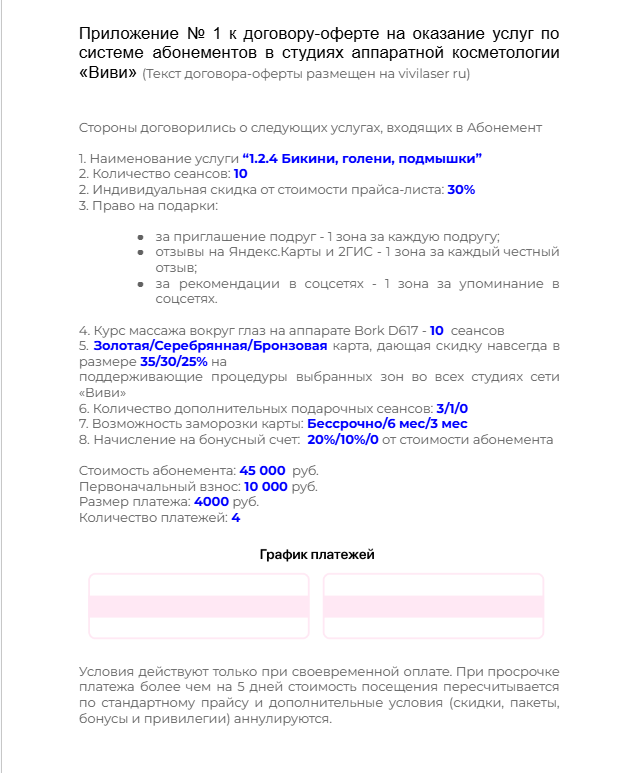 Приложение № 1 к договору-оферте на оказание услуг по
системе абонементов в студиях аппаратной косметологии
«Виви» (Текст договора-оферты размещен на vivilaser ru)
Стороны договорились о следующих услугах, входящих в Абонемент
1. Наименование услуги “1.2.4 Бикини, голени, подмышки”
2. Количество сеансов: 10
2. Индивидуальная скидка от стоимости прайса-листа: 30%
3. Право на подарки:
● за приглашение подруг - 1 зона за каждую подругу;
● отзывы на Яндекс.Карты и 2ГИС - 1 зона за каждый честный
отзыв;
● за рекомендации в соцсетях - 1 зона за упоминание в
соцсетях.
4. Курс массажа вокруг глаз на аппарате Bork D617 - 10 сеансов
5. Золотая/Серебрянная/Бронзовая карта, дающая скидку навсегда в
размере 35/30/25% на
поддерживающие процедуры выбранных зон во всех студиях сети
«Виви»
6. Количество дополнительных подарочных сеансов: 3/1/0
7. Возможность заморозки карты: Бессрочно/6 мес/3 мес
8. Начисление на бонусный счет: 20%/10%/0 от стоимости абонемента
Стоимость абонемента: 45 000 руб.
Первоначальный взнос: 10 000 руб.
Размер платежа: 4000 руб.
Количество платежей: 4
График платежей
Условия действуют только при своевременной оплате. При просрочке
платежа более чем на 5 дней стоимость посещения пересчитывается
по стандартному прайсу и дополнительные условия (скидки, пакеты,
бонусы и привилегии) аннулируются.